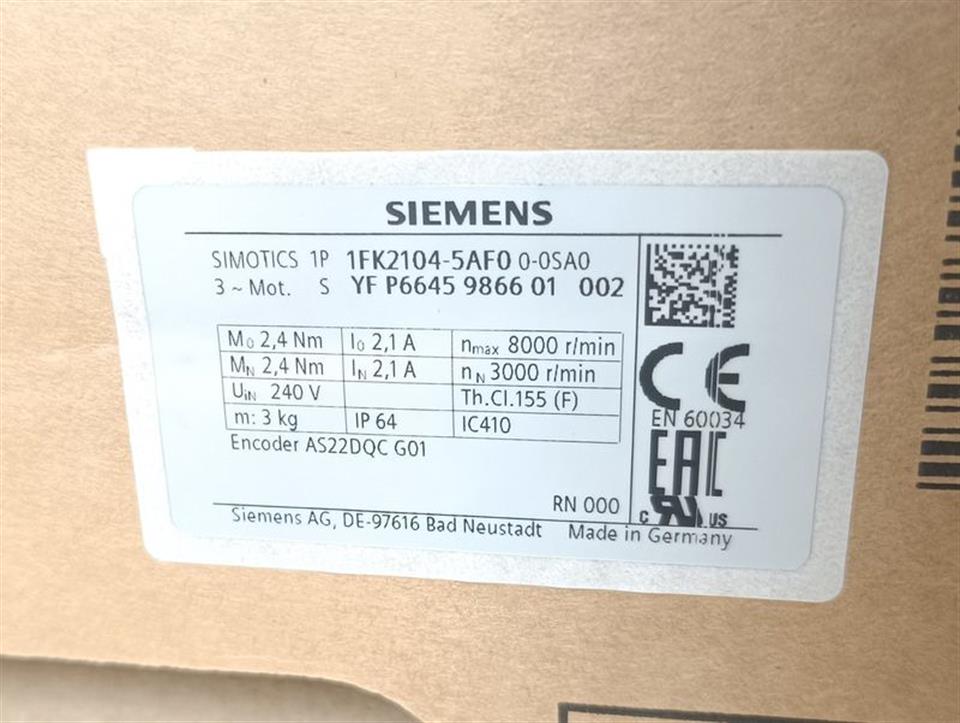 SIEMENS
SIMOTICS 1P 1FK2104-5AF0 0-0SA0
3 ~ Mot. S YF P6645 9866 01 002
M0 2,4 Nm I0 2,1 A nmax 8000 r/min
MN 2,4 Nm IN 2,1 A nN 3000 r/min
UiN 240 V Th.Cl.155 (F)
m: 3 kg IP 64 IC410
Encoder AS22DQC G01
CE
EN 60034
EAC
RN 000
c RU US
Siemens AG, DE-97616 Bad Neustadt Made in Germany